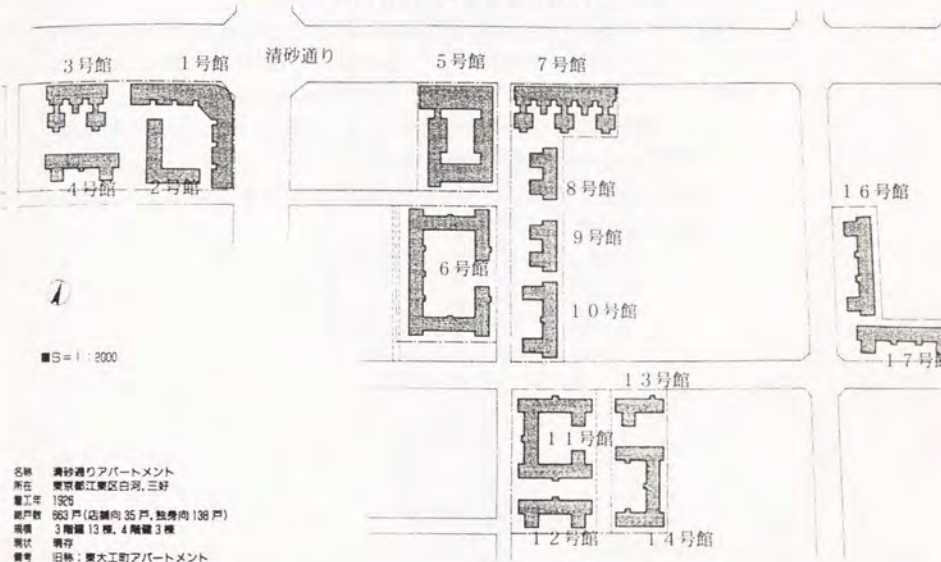 清砂通り
3号館
1号館
5号館
7号館
4号館
2号館
8号館
16号館
9号館
6号館
10号館
17号館
■S=1:2000
13号館
11号館
12号館
14号館
名称 清砂通りアパートメント
所在 東京都江東区白河，三好
着工年 1926
総戸数 663戸(店舗向35戸，独身向138戸)
規模 3階建13棟，4階建3棟
現状 現存
備考 旧称：東大工町アパートメント